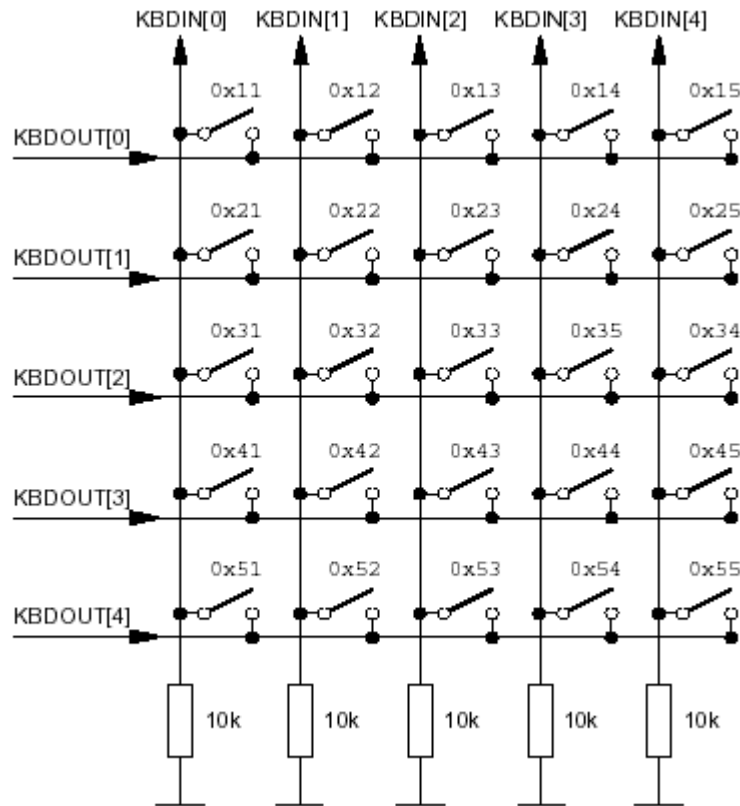 KBDIN[0] KBDIN[1] KBDIN[2] KBDIN[3] KBDIN[4]
0x11 0x12 0x13 0x14 0x15
KBDOUT[0]
0x21 0x22 0x23 0x24 0x25
KBDOUT[1]
0x31 0x32 0x33 0x35 0x34
KBDOUT[2]
0x41 0x42 0x43 0x44 0x45
KBDOUT[3]
0x51 0x52 0x53 0x54 0x55
KBDOUT[4]
10k 10k 10k 10k 10k